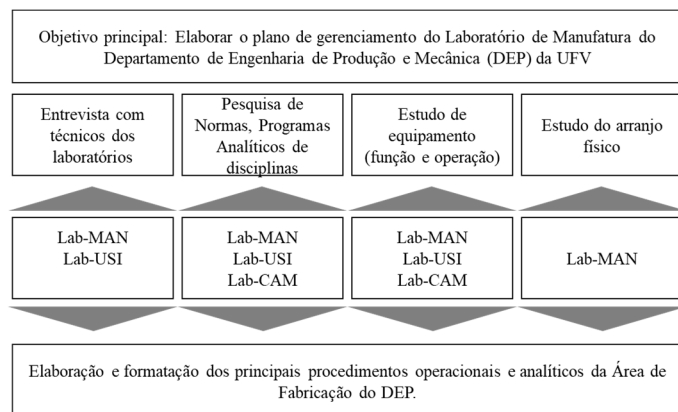 Objetivo principal: Elaborar o plano de gerenciamento do Laboratório de Manufatura do
Departamento de Engenharia de Produção e Mecânica (DEP) da UFV
Entrevista com
técnicos dos
laboratórios
Pesquisa de
Normas, Programas
Analíticos de
disciplinas
Estudo de
equipamento
(função e operação)
Estudo do arranjo
físico
Lab-MAN
Lab-USI
Lab-MAN
Lab-USI
Lab-CAM
Lab-MAN
Lab-USI
Lab-CAM
Lab-MAN
Elaboração e formatação dos principais procedimentos operacionais e analíticos da Área de
Fabricação do DEP.